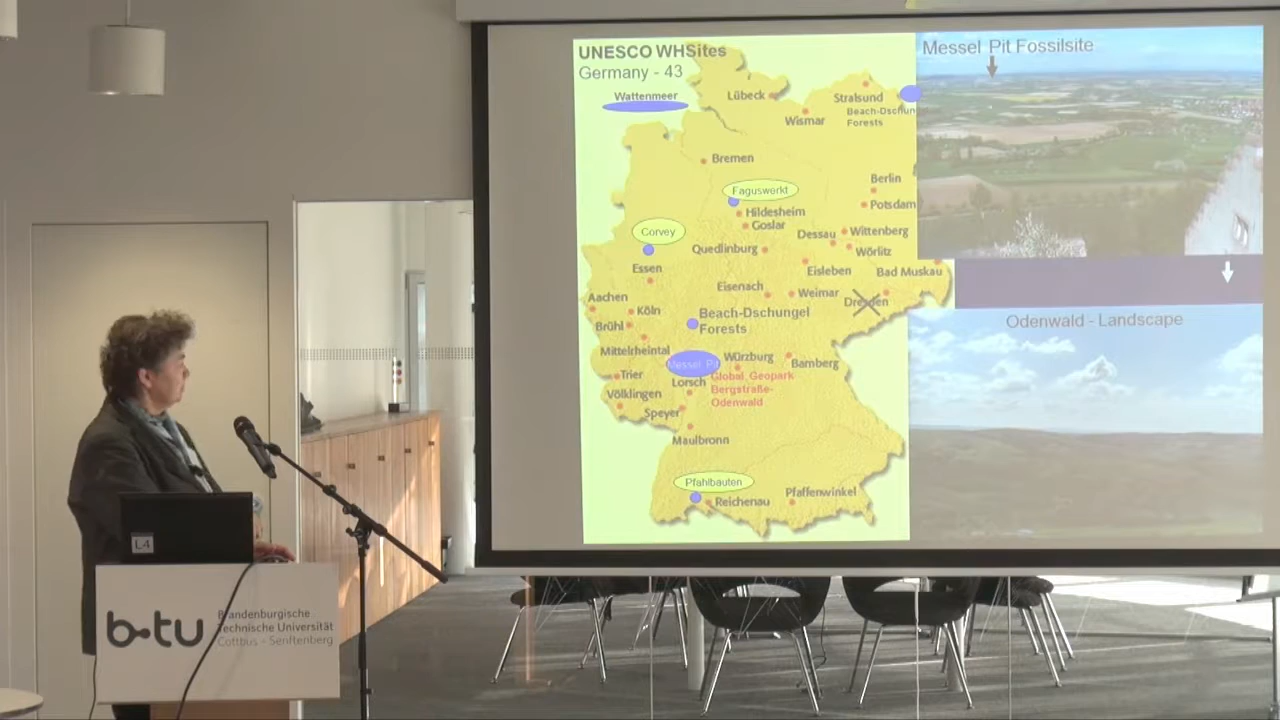 UNESCO WHSites
Germany - 43
Wattenmeer
Lübeck
Stralsund
Beach-Dschun
Forests
Wismar
Bremen
Berlin
Potsdam
Faguswerkt
Hildesheim
Goslar
Corvey
Dessau
Wittenberg
Wörlitz
Quedlinburg
Essen
Eisleben
Bad Muskau
Eisenach
Weimar
Dresden
Aachen
Köln
Brühl
Beach-Dschungel
Forests
Mittelrheintal
Messel Pit
Würzburg
Bamberg
Trier
Lorsch
Global Geopark
Bergstraße-
Odenwald
Völklingen
Speyer
Maulbronn
Pfahlbauten
Reichenau
Pfaffenwinkel
Messel Pit Fossilsite
Odenwald - Landscape
L4
b-tu
Brandenburgische
Technische Universität
Cottbus - Senftenberg